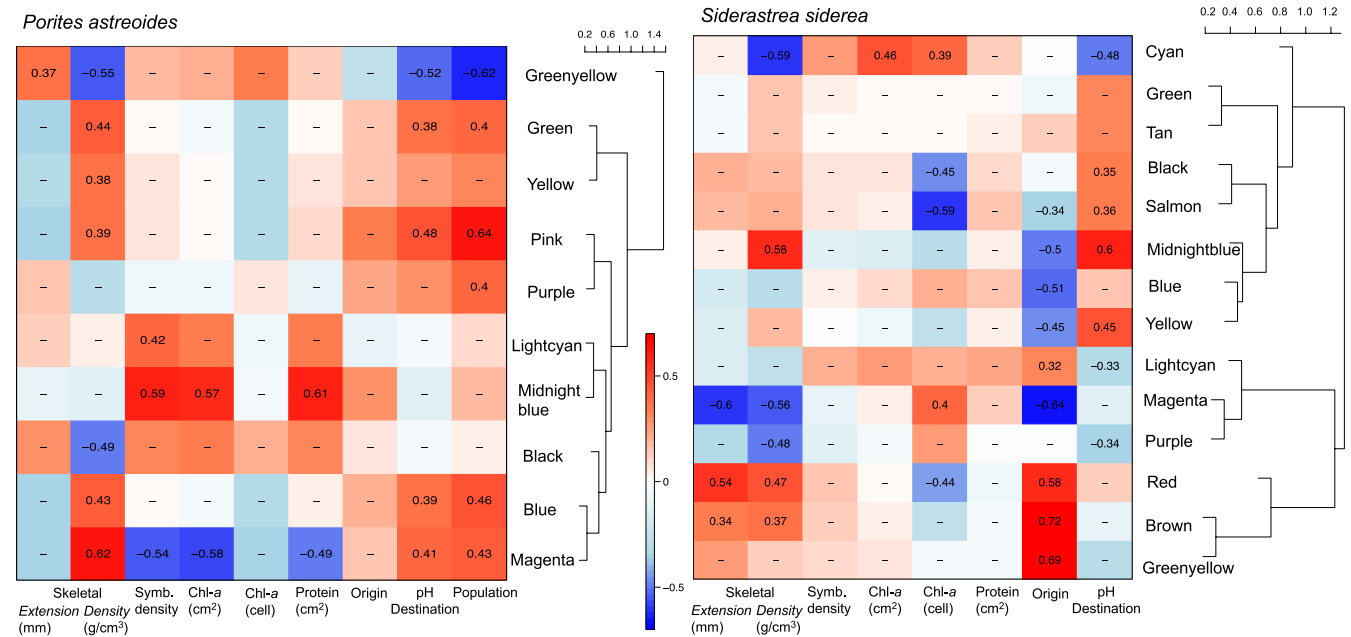 Porites astreoides
0.2 0.6 1.0 1.4
0.37 −0.55 – – – – – −0.52 −0.62 Greenyellow
– 0.44 – – – – – 0.38 0.4 Green
– 0.38 – – – – – – – Yellow
– 0.39 – – – – – 0.48 0.64 Pink
– – – – – – – – 0.4 Purple
– – 0.42 – – – – – – Lightcyan
– – 0.59 0.57 – 0.61 – – – Midnight
blue
– −0.49 – – – – – – – Black
– 0.43 – – – – – 0.39 0.46 Blue
– 0.62 −0.54 −0.58 – −0.49 – 0.41 0.43 Magenta
Skeletal Symb. Chl-a Chl-a Protein Origin pH Population
Extension Density density (cm²) (cell) (cm²) Destination
(mm) (g/cm³)
0.5
0
−0.5
Siderastrea siderea
0.2 0.4 0.6 0.8 1.0 1.2
– −0.59 – 0.46 0.39 – – −0.48 Cyan
– – – – – – – – Green
– – – – – – – – Tan
– – – – −0.45 – – 0.35 Black
– – – – −0.59 – −0.34 0.36 Salmon
– 0.58 – – – – −0.5 0.6 Midnightblue
– – – – – – −0.51 – Blue
– – – – – – −0.45 0.45 Yellow
– – – – – – 0.32 −0.33 Lightcyan
−0.6 −0.56 – – 0.4 – −0.64 – Magenta
– −0.48 – – – – – −0.34 Purple
0.54 0.47 – – −0.44 – 0.58 – Red
0.34 0.37 – – – – 0.72 – Brown
– – – – – – 0.69 – Greenyellow
Skeletal Symb. Chl-a Chl-a Protein Origin pH
Extension Density density (cm²) (cell) (cm²) Destination
(mm) (g/cm³)